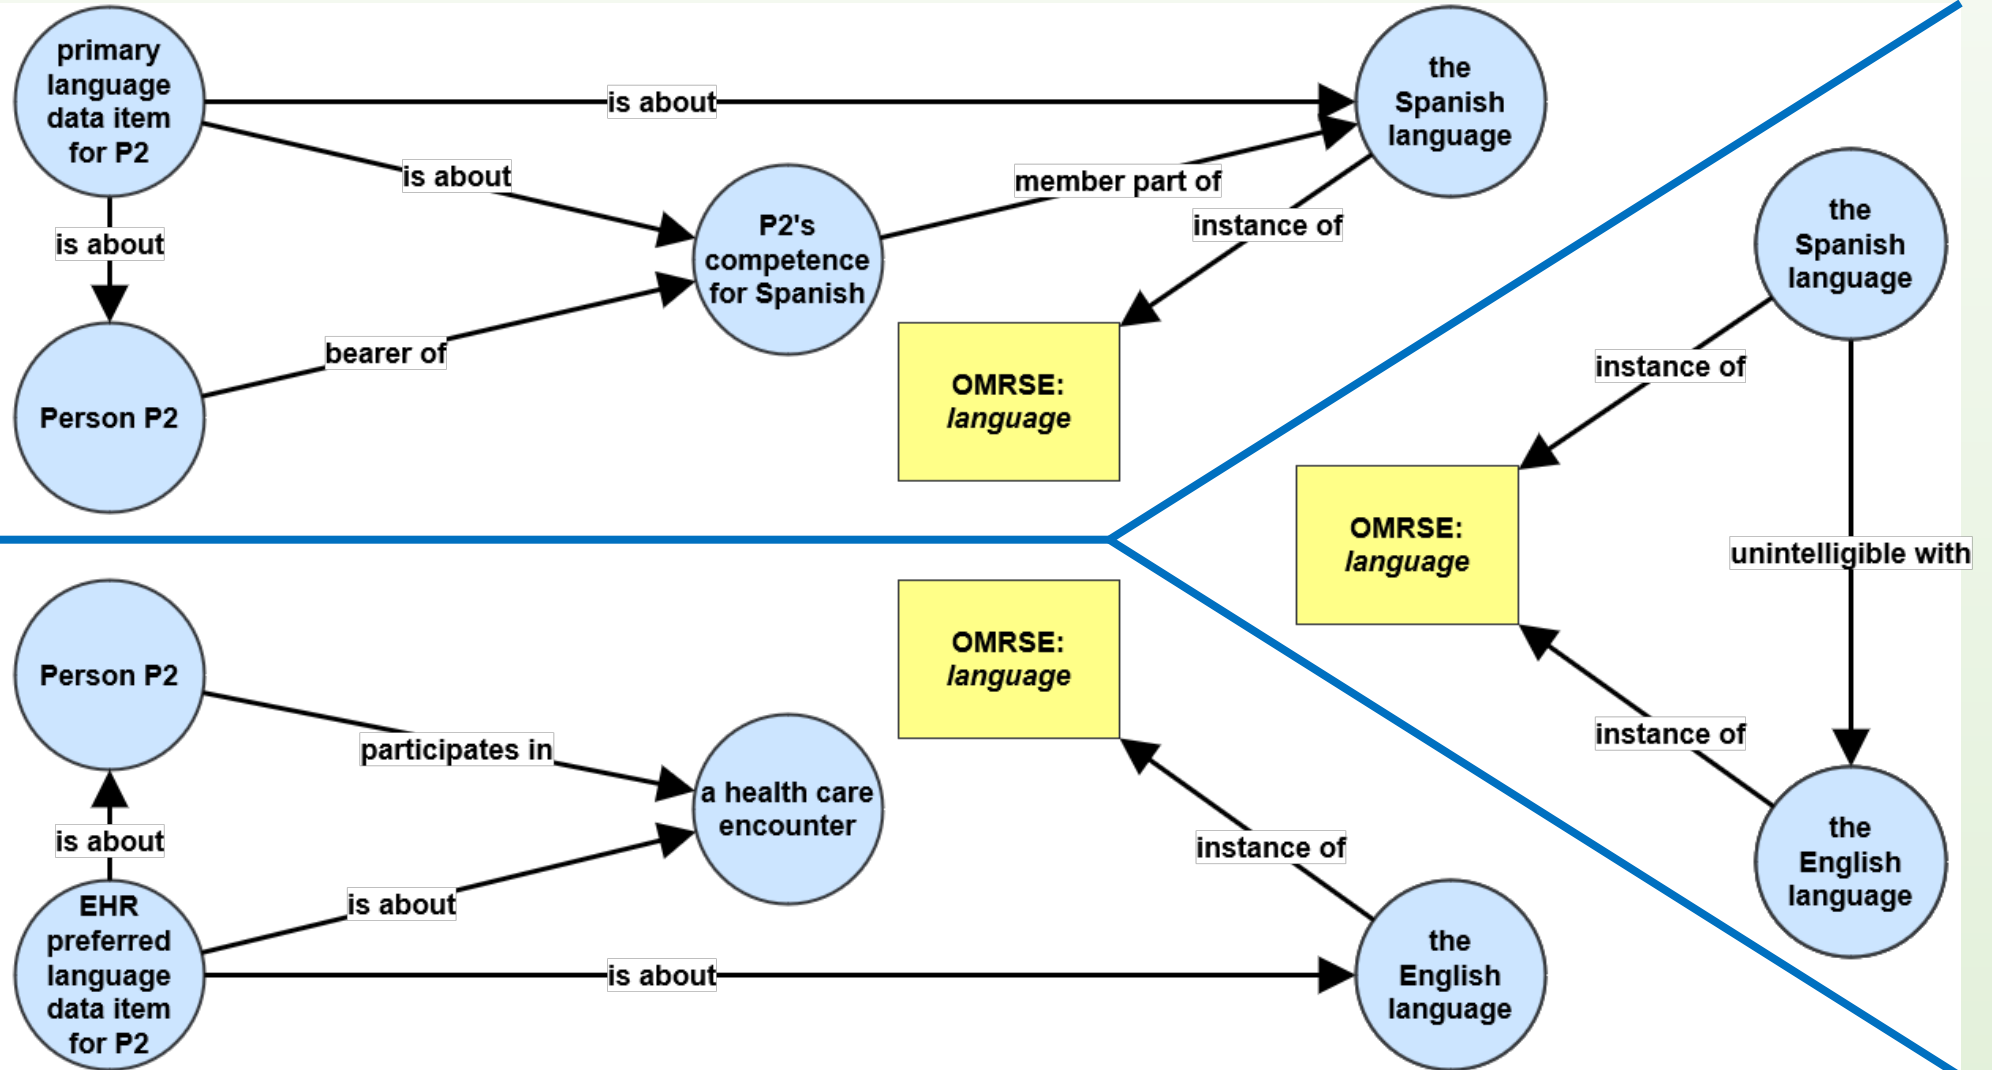 primary
language
data item
for P2
is about
the
Spanish
language
is about
member part of
instance of
is about
P2's
competence
for Spanish
bearer of
Person P2
OMRSE:
language
the
Spanish
language
instance of
OMRSE:
language
unintelligible with
instance of
the
English
language
Person P2
participates in
a health care
encounter
OMRSE:
language
is about
is about
instance of
EHR
preferred
language
data item
for P2
is about
the
English
language